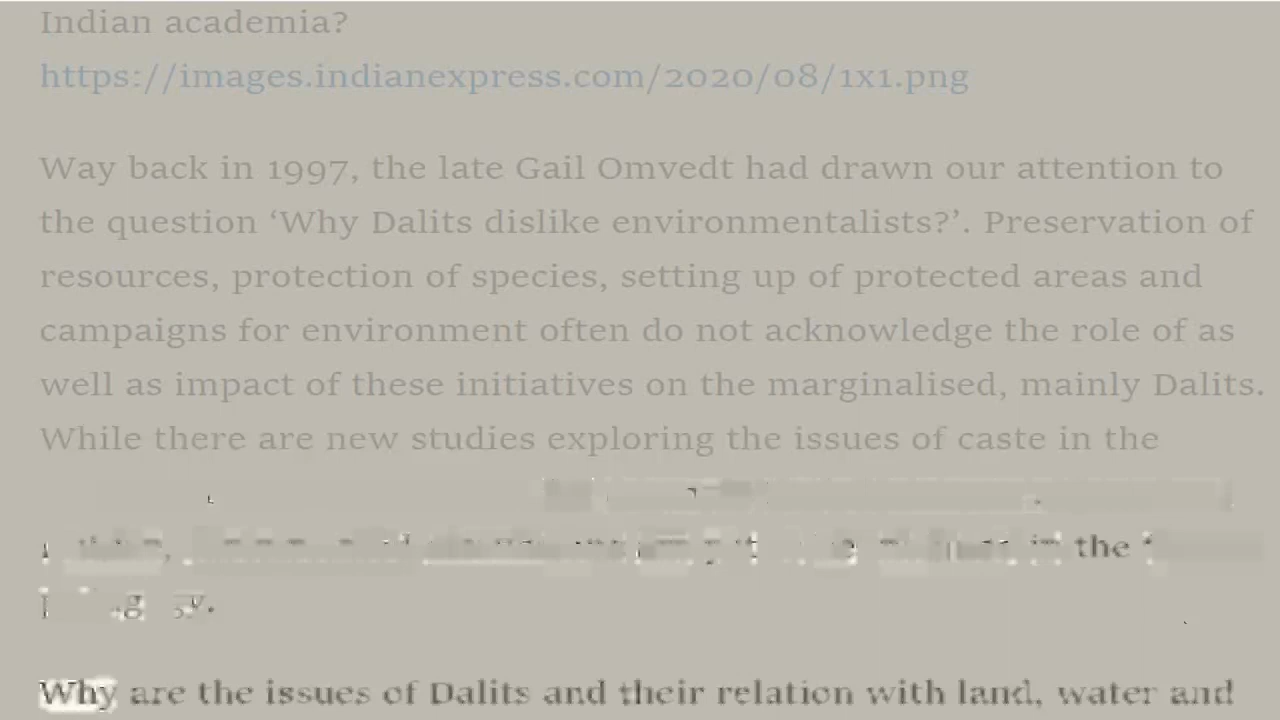 Indian academia?
https://images.indianexpress.com/2020/08/1x1.png
Way back in 1997, the late Gail Omvedt had drawn our attention to
the question ‘Why Dalits dislike environmentalists?’. Preservation of
resources, protection of species, setting up of protected areas and
campaigns for environment often do not acknowledge the role of as
well as impact of these initiatives on the marginalised, mainly Dalits.
While there are new studies exploring the issues of caste in the
in the
Why are the issues of Dalits and their relation with land, water and